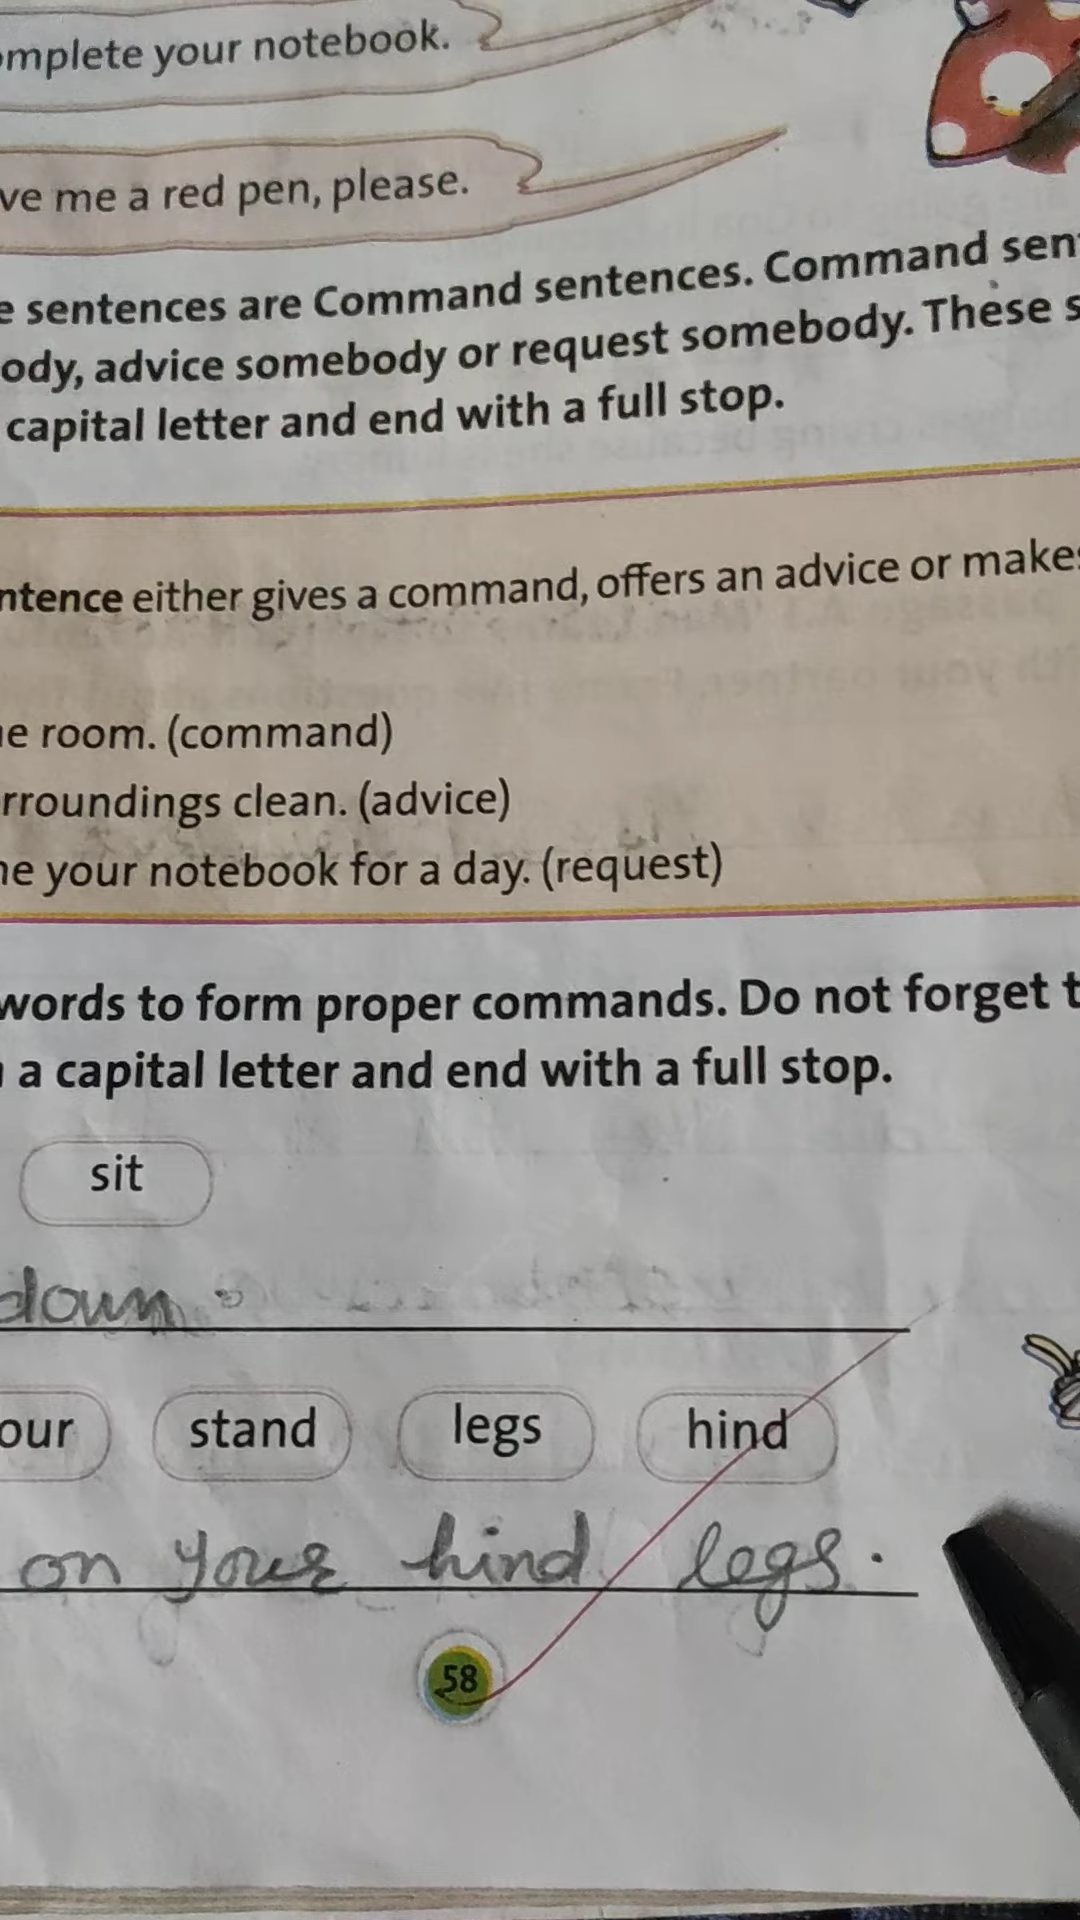 omplete your notebook.
ve me a red pen, please.
e sentences are Command sentences. Command sen
ody, advice somebody or request somebody. These s
capital letter and end with a full stop.
ntence either gives a command, offers an advice or makes
e room. (command)
rroundings clean. (advice)
ne your notebook for a day. (request)
words to form proper commands. Do not forget t
a capital letter and end with a full stop.
sit
down.
our stand legs hind
on your hind legs.
58